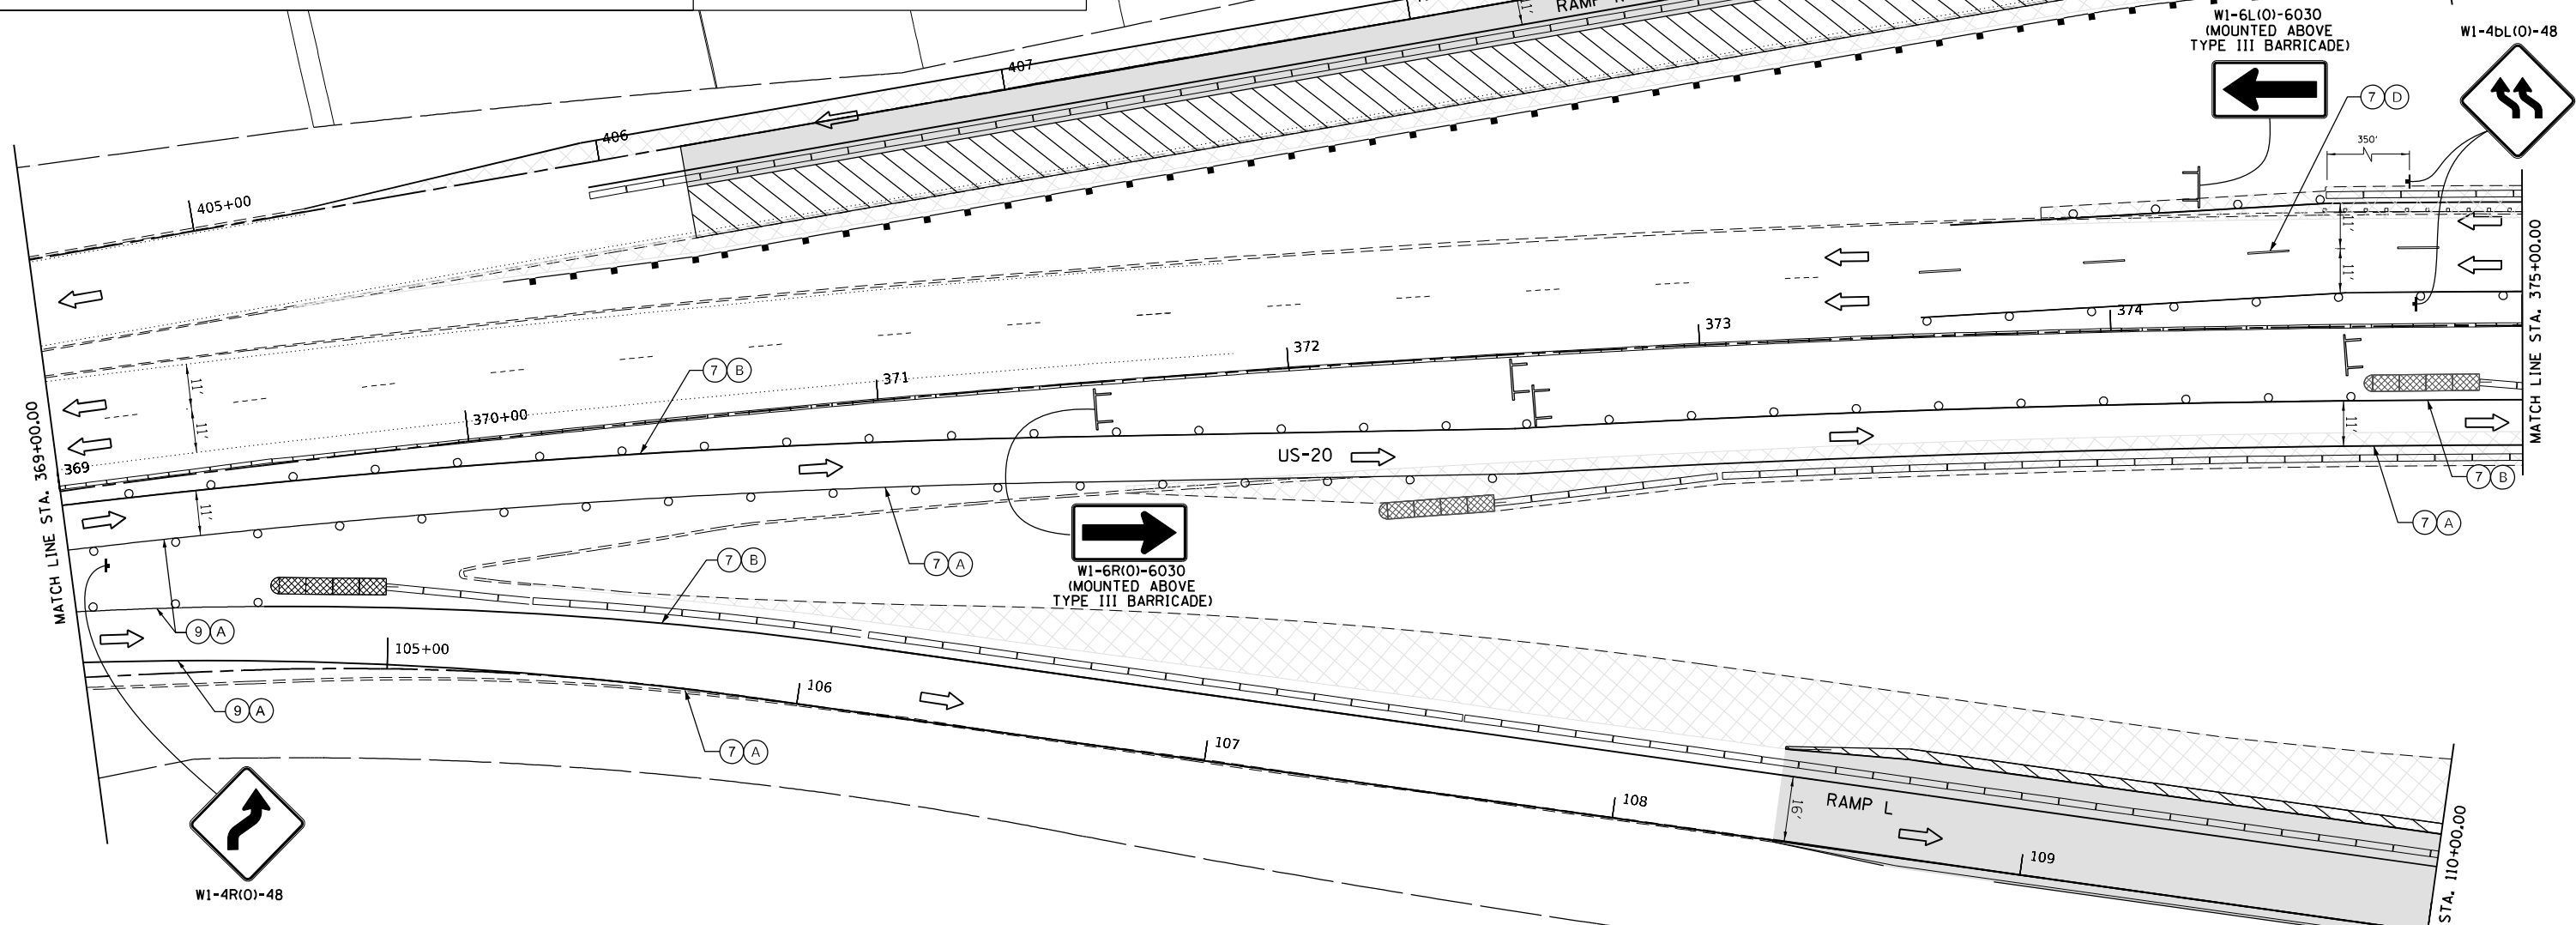 RAMP
11'
W1-6L(O)-6030
(MOUNTED ABOVE
TYPE III BARRICADE)
W1-4bL(O)-48
407
406
405+00
7 D
350'
11'
11'
MATCH LINE STA. 375+00.00
374
373
372
371
370+00
369
7 B
11'
11'
11'
US-20
11'
7 B
7 A
MATCH LINE STA. 369+00.00
7 A
7 B
W1-6R(O)-6030
(MOUNTED ABOVE
TYPE III BARRICADE)
9 A
9 A
105+00
106
7 A
107
108
16'
RAMP L
109
STA. 110+00.00
W1-4R(O)-48